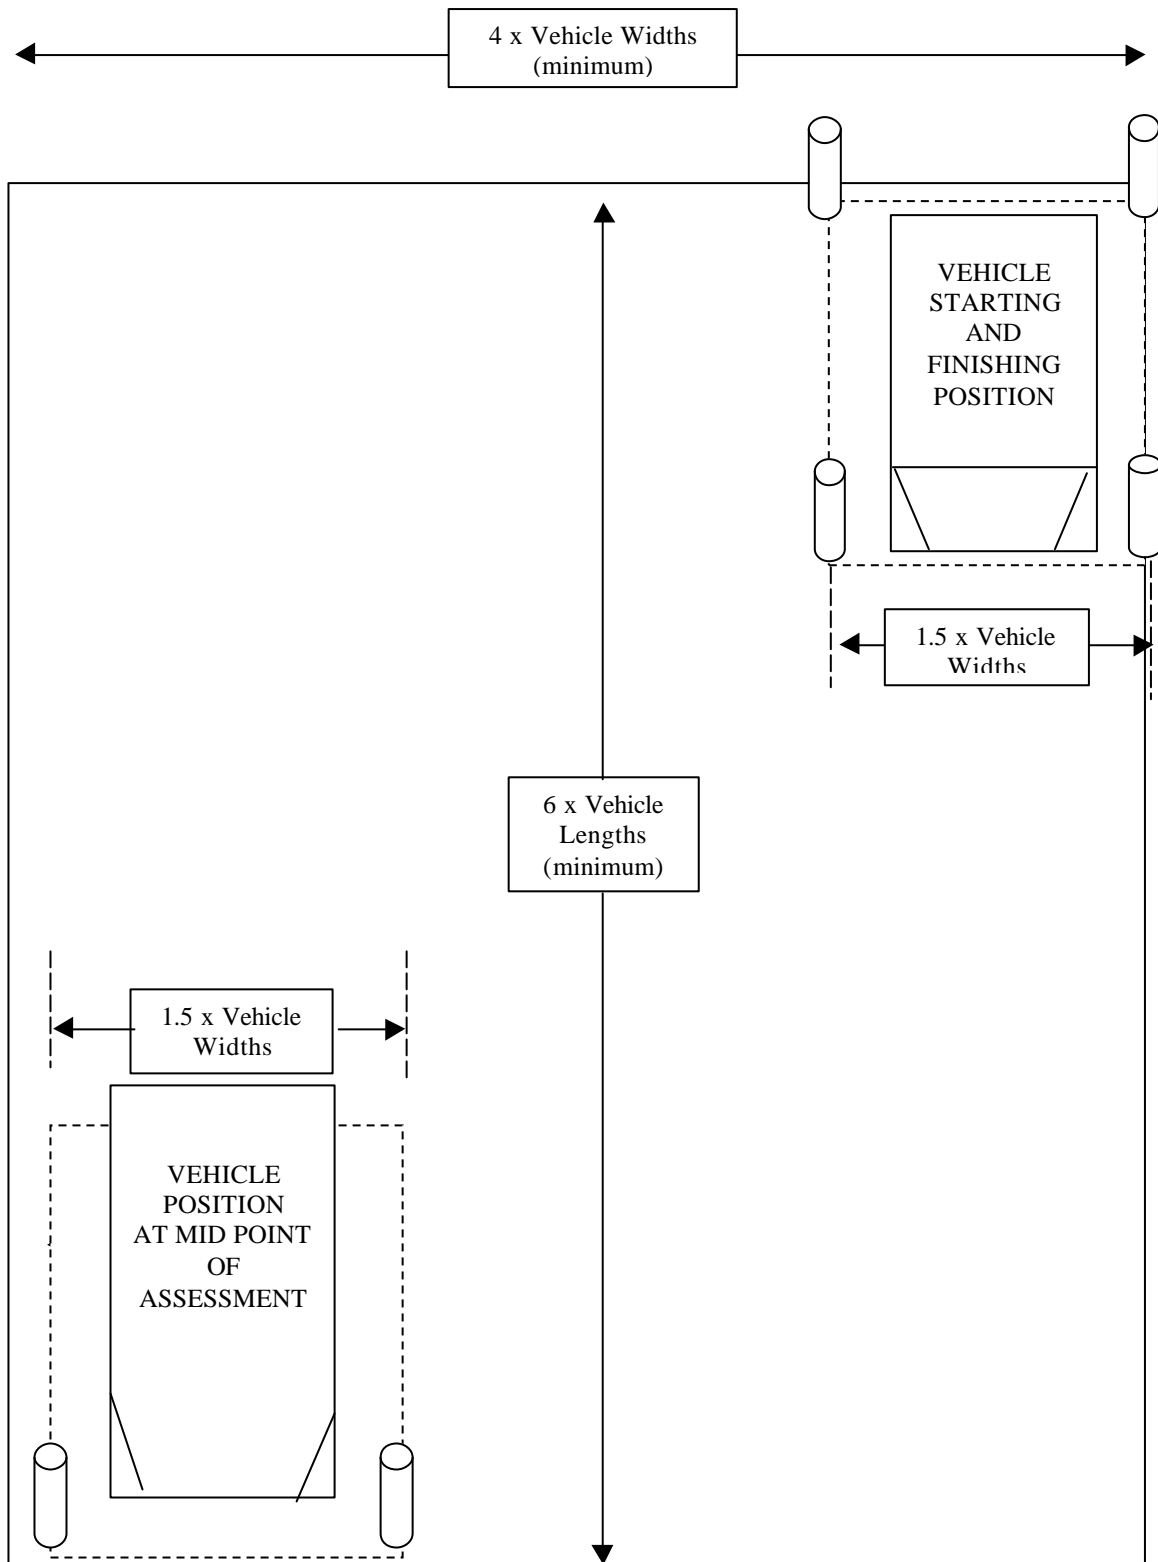 4 x Vehicle Widths
(minimum)
VEHICLE
STARTING
AND
FINISHING
POSITION
1.5 x Vehicle
Widths
6 x Vehicle
Lengths
(minimum)
1.5 x Vehicle
Widths
VEHICLE
POSITION
AT MID POINT
OF
ASSESSMENT